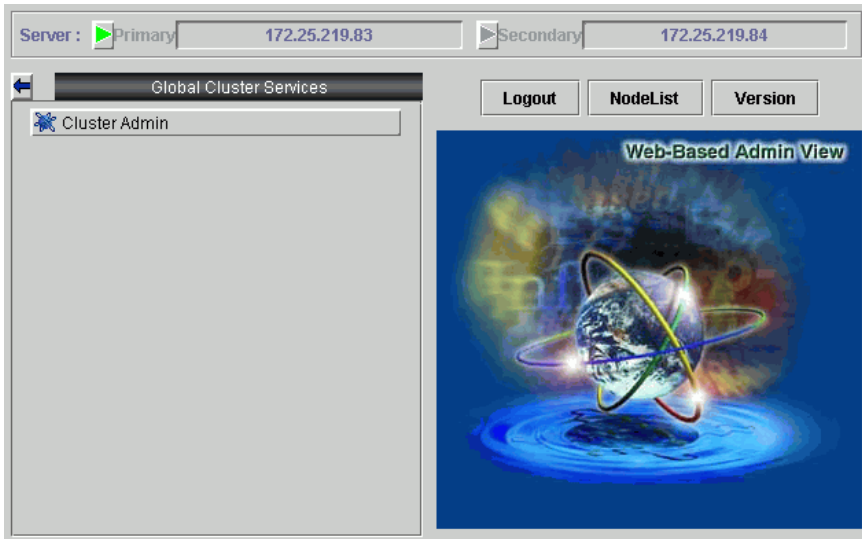 Server : Primary 172.25.219.83 Secondary 172.25.219.84
Global Cluster Services
Cluster Admin
Logout NodeList Version
Web-Based Admin View